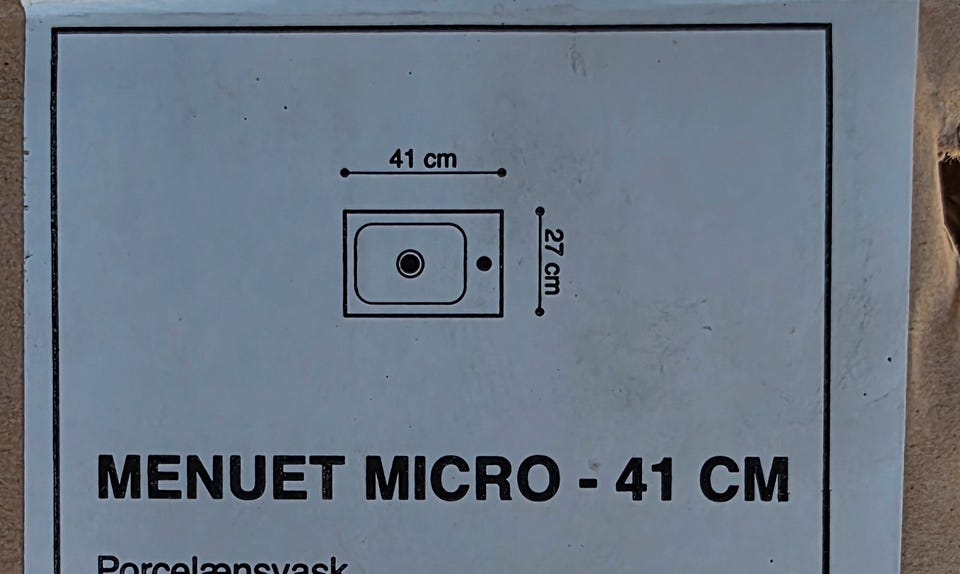 41 cm
27 cm
MENUET MICRO - 41 CM
Porcelænsvask